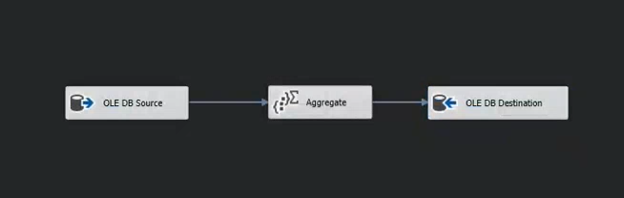 OLE DB Source
Aggregate
OLE DB Destination